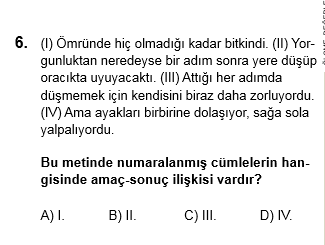 6. (I) Ömründe hiç olmadığı kadar bitkindi. (II) Yor-
gunluktan neredeyse bir adım sonra yere düşüp
oracıkta uyuyacaktı. (III) Attığı her adımda
düşmemek için kendisini biraz daha zorluyordu.
(IV) Ama ayakları birbirine dolaşıyor, sağa sola
yalpalıyordu.
Bu metinde numaralanmış cümlelerin han-
gisinde amaç-sonuç ilişkisi vardır?
A) I. B) II. C) III. D) IV.